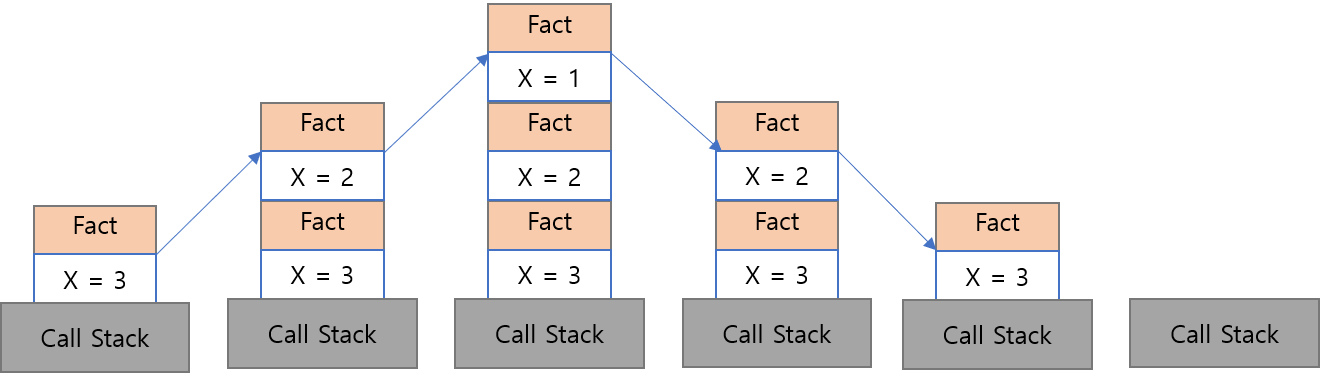 Fact
X = 3
Call Stack
Fact
X = 2
Fact
X = 3
Call Stack
Fact
X = 1
Fact
X = 2
Fact
X = 3
Call Stack
Fact
X = 2
Fact
X = 3
Call Stack
Fact
X = 3
Call Stack
Call Stack